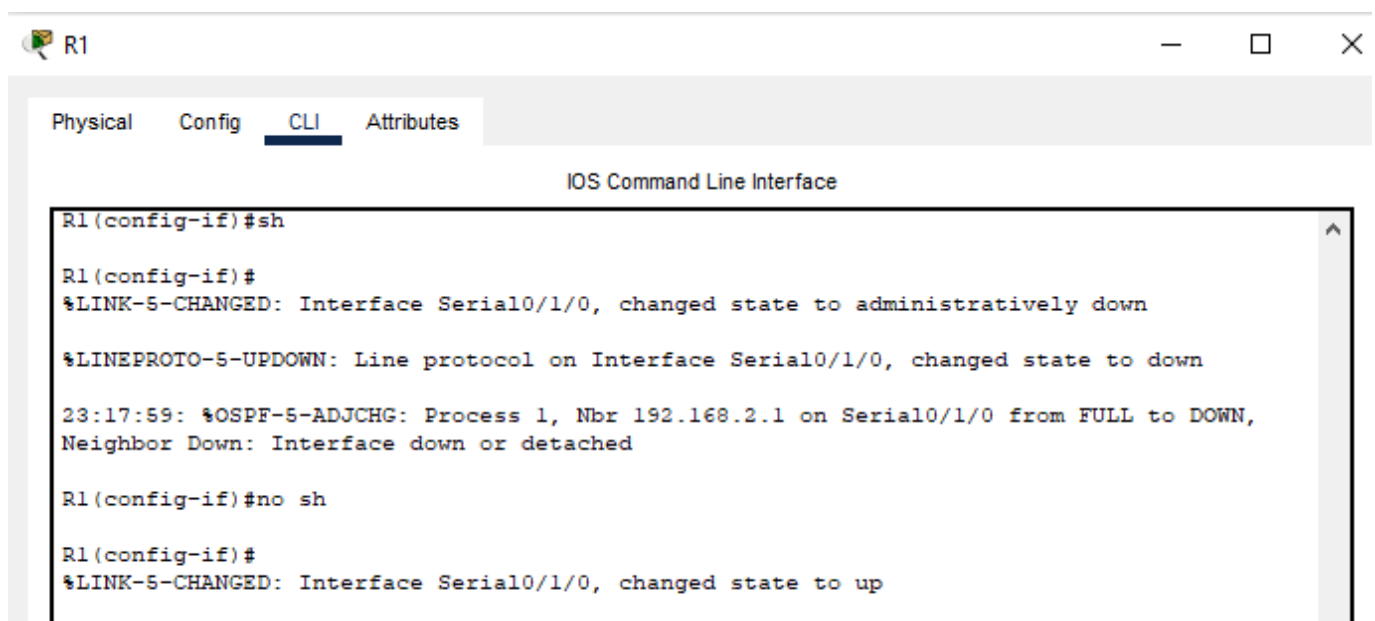 R1
Physical Config CLI Attributes
IOS Command Line Interface
R1(config-if)#sh
R1(config-if)#
%LINK-5-CHANGED: Interface Serial0/1/0, changed state to administratively down
%LINEPROTO-5-UPDOWN: Line protocol on Interface Serial0/1/0, changed state to down
23:17:59: %OSPF-5-ADJCHG: Process 1, Nbr 192.168.2.1 on Serial0/1/0 from FULL to DOWN,
Neighbor Down: Interface down or detached
R1(config-if)#no sh
R1(config-if)#
%LINK-5-CHANGED: Interface Serial0/1/0, changed state to up